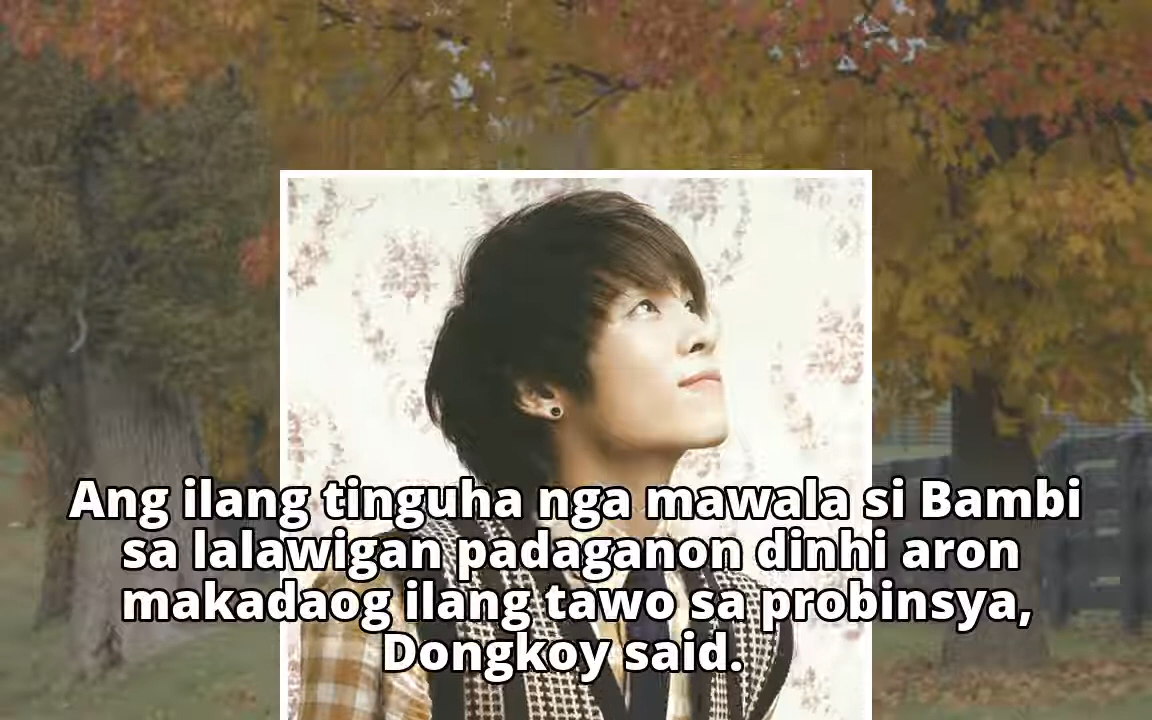 Ang ilang tinguha nga mawala si Bambi
sa lalawigan padaganon dinhi aron
makadaog ilang tawo sa probinsya,
Dongkoy said.